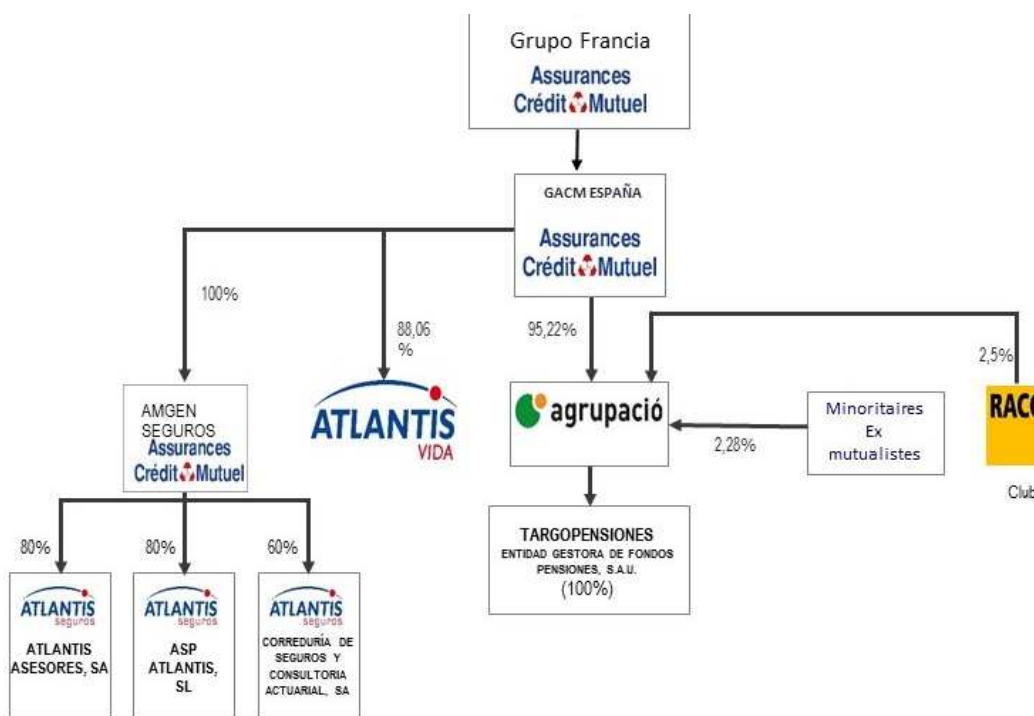 Grupo Francia
Assurances
Crédit Mutuel
GACM ESPAÑA
Assurances
Crédit Mutuel
100%
88,06
%
95,22%
2,5%
AMGEN
SEGUROS
Assurances
Crédit Mutuel
ATLANTIS
VIDA
agrupació
2,28%
Minoritaires
Ex
mutualistes
RACC
Club
80%
80%
60%
TARGOPENSIONES
ENTIDAD GESTORA DE FONDOS
PENSIONES, S.A.U.
(100%)
ATLANTIS
seguros
ATLANTIS
ASESORES, SA
ATLANTIS
seguros
ASP
ATLANTIS,
SL
ATLANTIS
seguros
CORREDURÍA DE
SEGUROS Y
CONSULTORIA
ACTUARIAL, SA